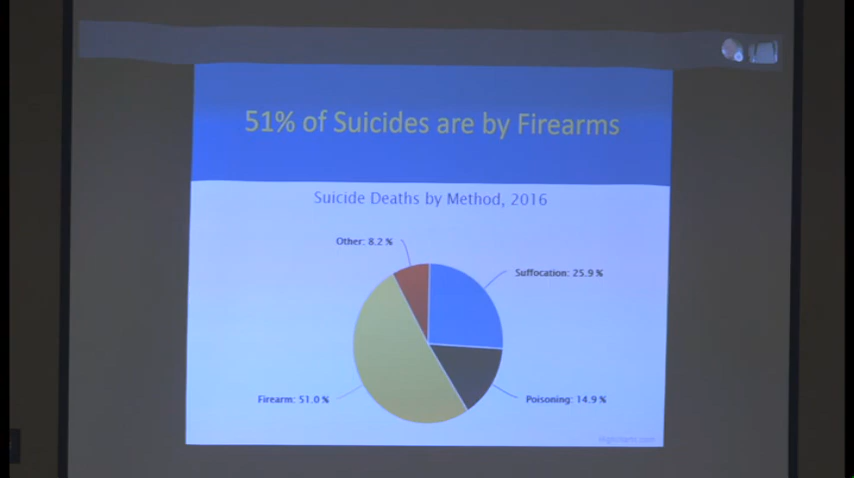 51% of Suicides are by Firearms
Suicide Deaths by Method, 2016
Other: 8.2 %
Suffocation: 25.9 %
Firearm: 51.0 %
Poisoning: 14.9 %